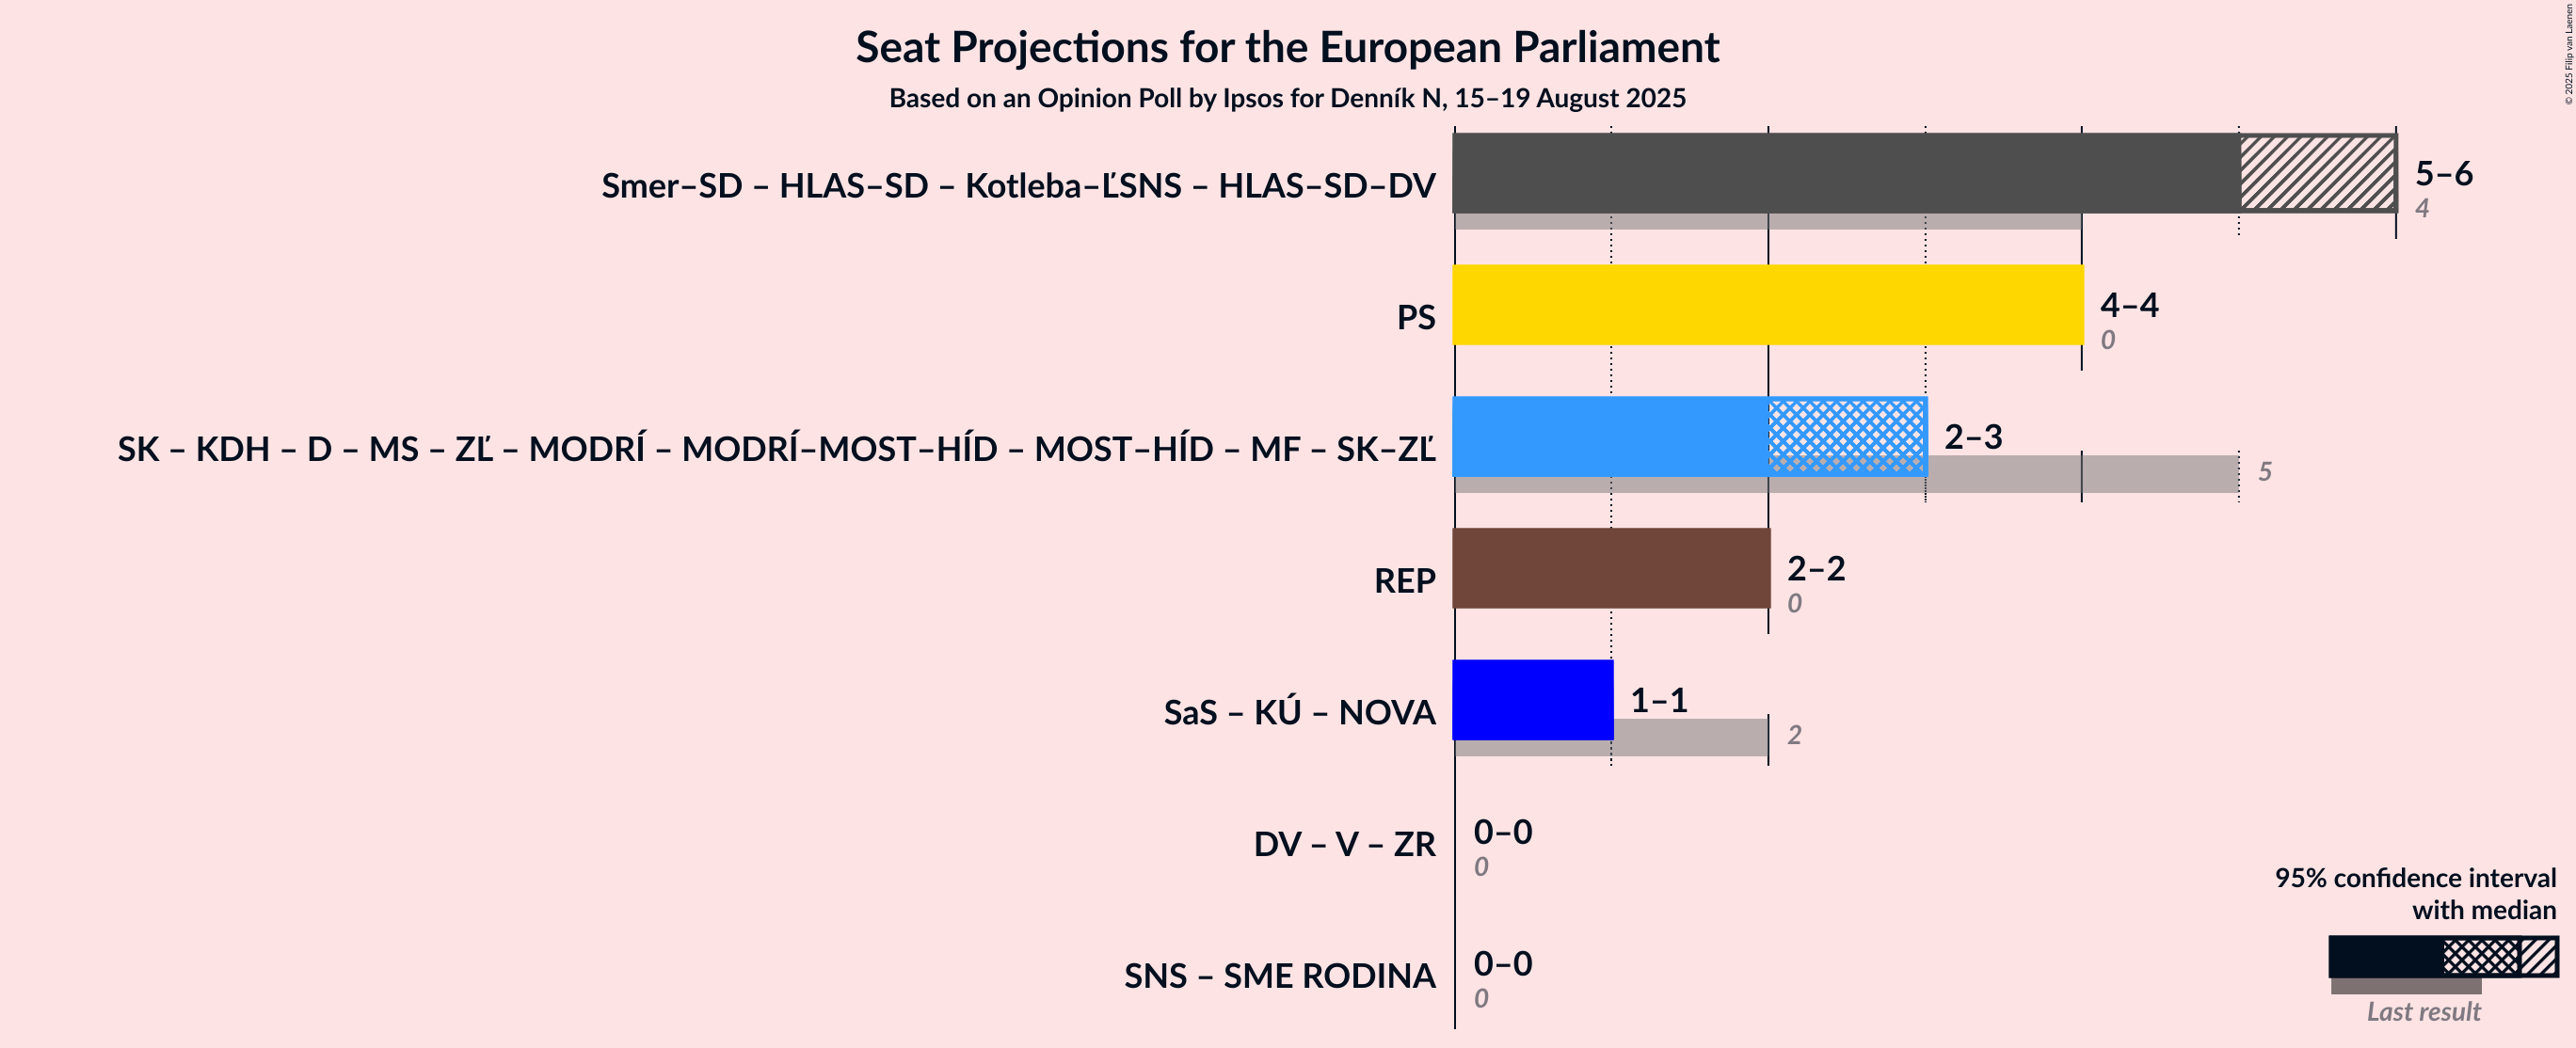 Seat Projections for the European Parliament
Based on an Opinion Poll by Ipsos for Denník N, 15–19 August 2025
© 2025 Filip van Laenen
Smer–SD – HLAS–SD – Kotleba–ĽSNS – HLAS–SD–DV
5–6
4
PS
4–4
0
SK – KDH – D – MS – ZĽ – MODRÍ – MODRÍ–MOST–HÍD – MOST–HÍD – MF – SK–ZĽ
2–3
5
REP
2–2
0
SaS – KÚ – NOVA
1–1
2
DV – V – ZR
0–0
0
SNS – SME RODINA
0–0
0
95% confidence interval
with median
Last result